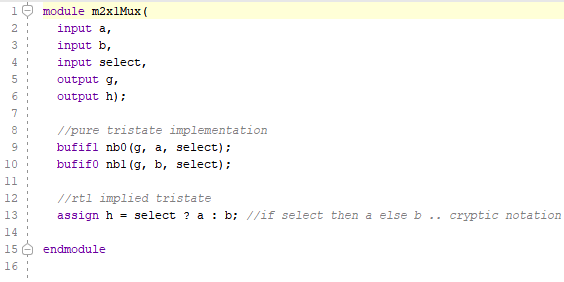 1 module m2x1Mux(
2 input a,
3 input b,
4 input select,
5 output g,
6 output h);
7
8 //pure tristate implementation
9 bufif1 nb0(g, a, select);
10 bufif0 nb1(g, b, select);
11
12 //rtl implied tristate
13 assign h = select ? a : b; //if select then a else b .. cryptic notation
14
15 endmodule
16